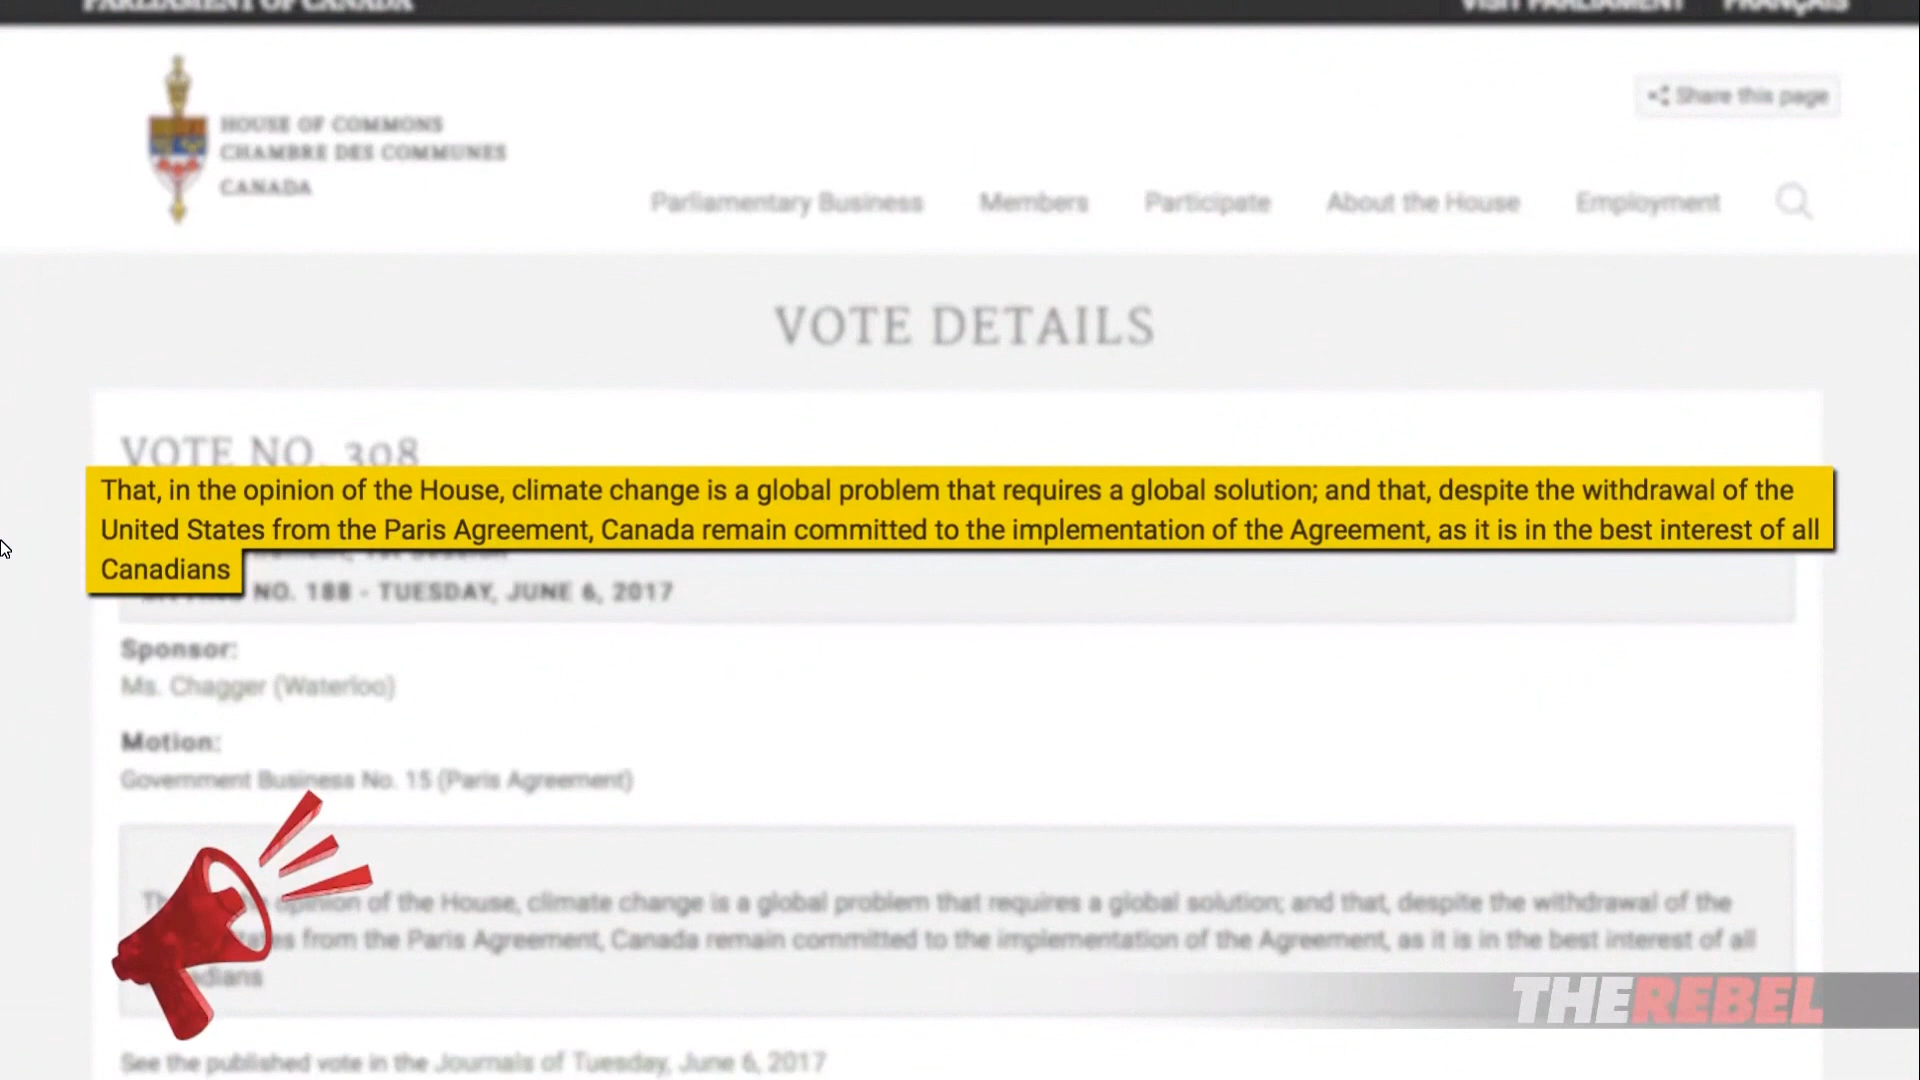 PARLIAMENT OF CANADA
VISIT PARLIAMENT FRANÇAIS
HOUSE OF COMMONS
CHAMBRE DES COMMUNES
CANADA
Share this page
Parliamentary Business Members Participate About the House Employment
VOTE DETAILS
VOTE NO. 308
That, in the opinion of the House, climate change is a global problem that requires a global solution; and that, despite the withdrawal of the
United States from the Paris Agreement, Canada remain committed to the implementation of the Agreement, as it is in the best interest of all
Canadians
NO. 188 - TUESDAY, JUNE 6, 2017
Sponsor:
Ms. Chagger (Waterloo)
Motion:
Government Business No. 15 (Paris Agreement)
opinion of the House, climate change is a global problem that requires a global solution; and that, despite the withdrawal of the
from the Paris Agreement, Canada remain committed to the implementation of the Agreement, as it is in the best interest of all
THE REBEL
See the published vote in the Journals of Tuesday, June 6, 2017